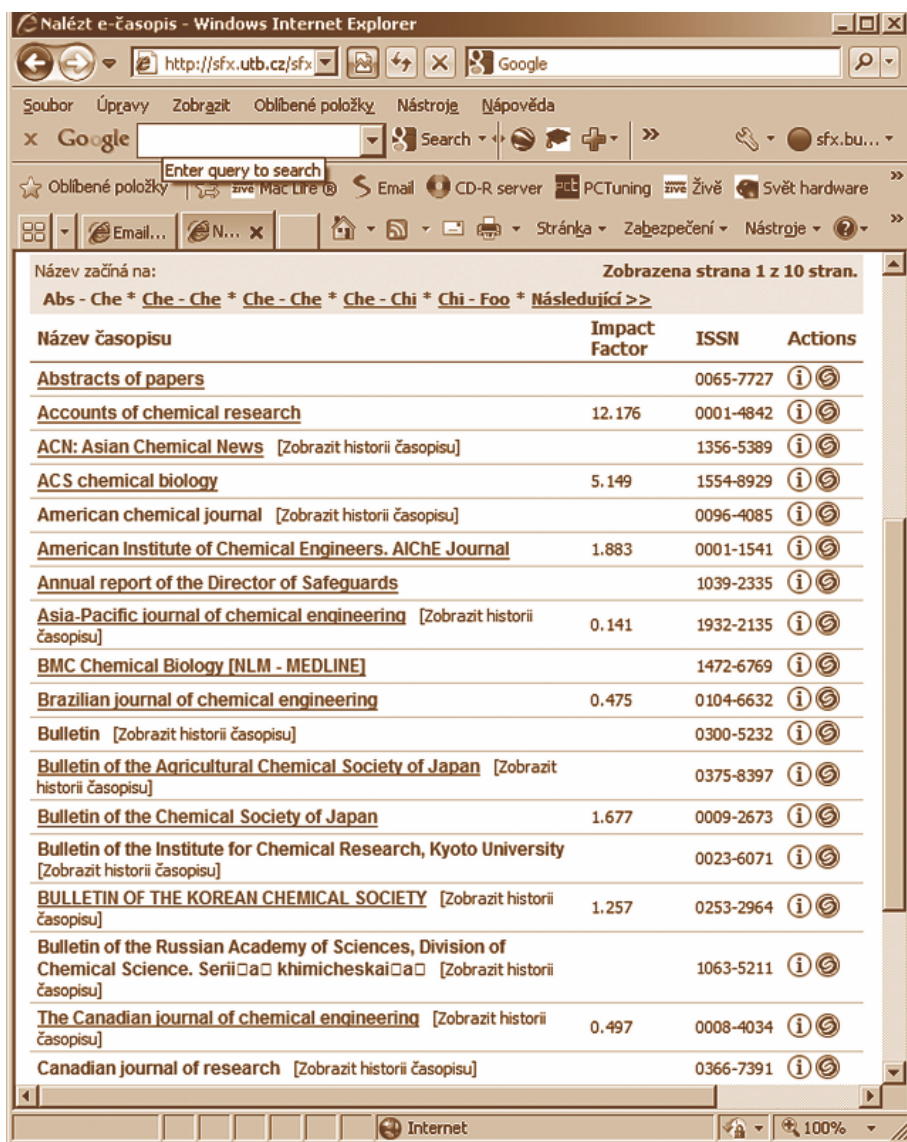 Nalézt e-časopis - Windows Internet Explorer
http://sfx.utb.cz/sfx Google
Soubor Úpravy Zobrazit Oblíbené položky Nástroje Nápověda
x Google Search sfx.bu...
Enter query to search
Oblíbené položky živě Mac Life ® Email CD-R server pct PCTuning živě Živě Svět hardware
Email... N... Stránka Zabezpečení Nástroje
Název začíná na: Zobrazena strana 1 z 10 stran.
Abs - Che * Che - Che * Che - Che * Che - Chi * Chi - Foo * Následující >>
Název časopisu Impact Factor ISSN Actions
Abstracts of papers 0065-7727
Accounts of chemical research 12.176 0001-4842
ACN: Asian Chemical News [Zobrazit historii časopisu] 1356-5389
ACS chemical biology 5.149 1554-8929
American chemical journal [Zobrazit historii časopisu] 0096-4085
American Institute of Chemical Engineers. AIChE Journal 1.883 0001-1541
Annual report of the Director of Safeguards 1039-2335
Asia-Pacific journal of chemical engineering [Zobrazit historii
časopisu] 0.141 1932-2135
BMC Chemical Biology [NLM - MEDLINE] 1472-6769
Brazilian journal of chemical engineering 0.475 0104-6632
Bulletin [Zobrazit historii časopisu] 0300-5232
Bulletin of the Agricultural Chemical Society of Japan [Zobrazit
historii časopisu] 0375-8397
Bulletin of the Chemical Society of Japan 1.677 0009-2673
Bulletin of the Institute for Chemical Research, Kyoto University
[Zobrazit historii časopisu] 0023-6071
BULLETIN OF THE KOREAN CHEMICAL SOCIETY [Zobrazit historii
časopisu] 1.257 0253-2964
Bulletin of the Russian Academy of Sciences, Division of
Chemical Science. Serii□a□ khimicheskai□a□ [Zobrazit historii
časopisu] 1063-5211
The Canadian journal of chemical engineering [Zobrazit historii
časopisu] 0.497 0008-4034
Canadian journal of research [Zobrazit historii časopisu] 0366-7391
Internet 100%